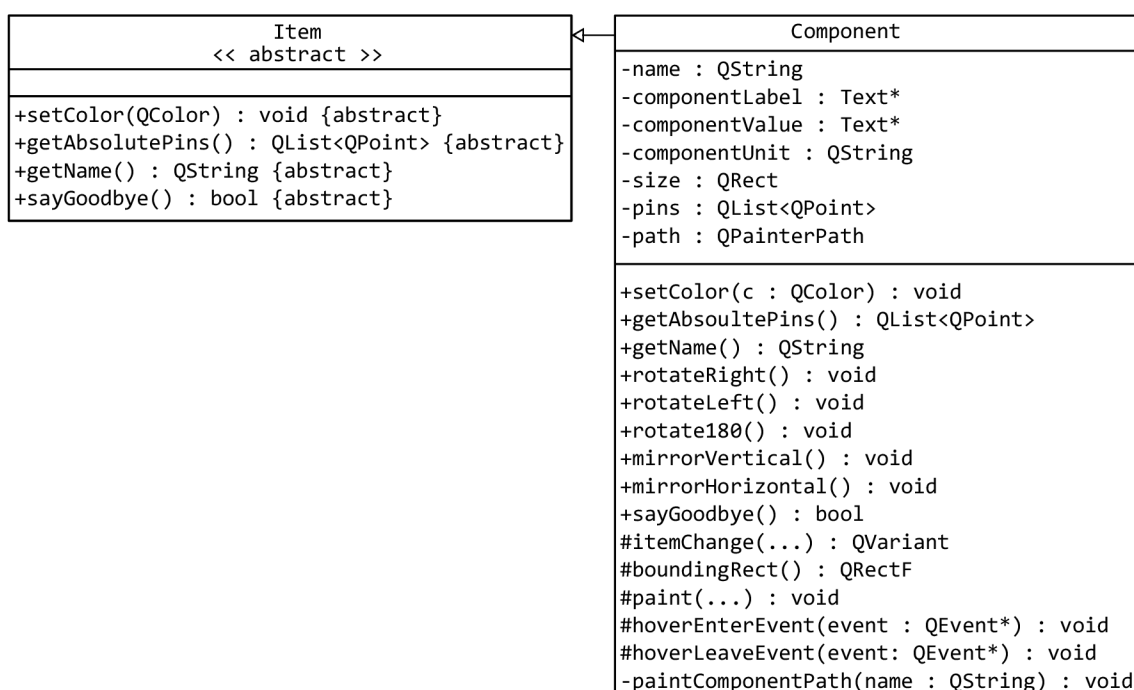 Item
<< abstract >>
+setColor(QColor) : void {abstract}
+getAbsolutePins() : QList<QPoint> {abstract}
+getName() : QString {abstract}
+sayGoodbye() : bool {abstract}
Component
-name : QString
-componentLabel : Text*
-componentValue : Text*
-componentUnit : QString
-size : QRect
-pins : QList<QPoint>
-path : QPainterPath
+setColor(c : QColor) : void
+getAbsoultePins() : QList<QPoint>
+getName() : QString
+rotateRight() : void
+rotateLeft() : void
+rotate180() : void
+mirrorVertical() : void
+mirrorHorizontal() : void
+sayGoodbye() : bool
#itemChange(...) : QVariant
#boundingRect() : QRectF
#paint(...) : void
#hoverEnterEvent(event : QEvent*) : void
#hoverLeaveEvent(event: QEvent*) : void
-paintComponentPath(name : QString) : void